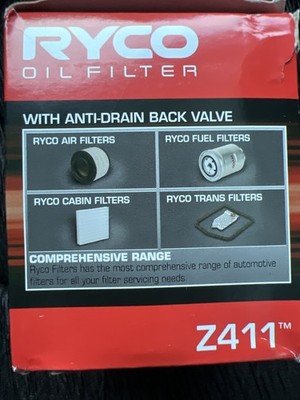 RYCO
OIL FILTER
WITH ANTI-DRAIN BACK VALVE
RYCO AIR FILTERS
RYCO FUEL FILTERS
RYCO CABIN FILTERS
RYCO TRANS FILTERS
COMPREHENSIVE RANGE
Ryco Filters has the most comprehensive range of automotive
filters for all your filter servicing needs.
Z411™